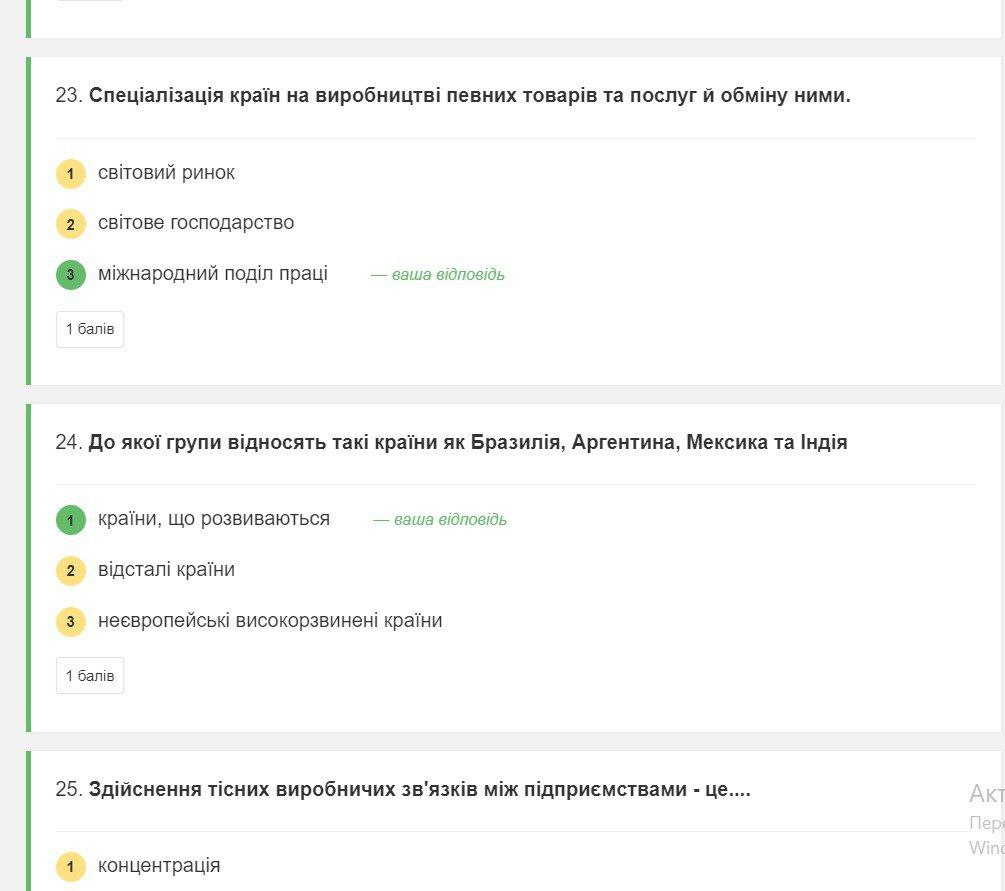 23. Спеціалізація країн на виробництві певних товарів та послуг й обміну ними.
1 світовий ринок
2 світове господарство
3 міжнародний поділ праці — ваша відповідь
1 балів
24. До якої групи відносять такі країни як Бразилія, Аргентина, Мексика та Індія
1 країни, що розвиваються — ваша відповідь
2 відсталі країни
3 неєвропейські високорзвинені країни
1 балів
25. Здійснення тісних виробничих зв'язків між підприємствами - це....
Акт
Пере
Winc
1 концентрація